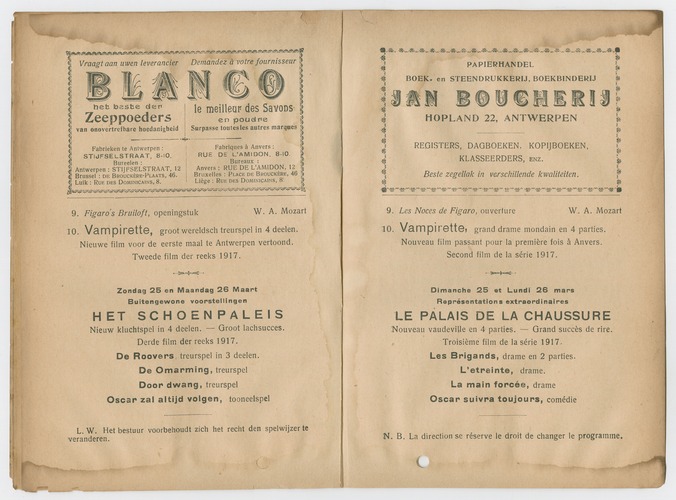 Vraagt aan uwen leverancier Demandez à votre fournisseur
BLANCO
het beste der
Zeeppoeders
van onovertrefbare hoedanigheid
le meilleur des Savons
en poudre
Surpasse toutes les autres marques
Fabrieken te Antwerpen :
STIJFSELSTRAAT, 8-10.
Bureelen :
Antwerpen : STIJFSELSTRAAT, 12
Brussel : DE BROUCKÈRE-PLAATS, 46.
Luik : RUE DES DOMINICAINS, 8.
Fabriques à Anvers :
RUE DE L'AMIDON, 8-10
Bureaux :
Anvers : RUE DE L'AMIDON, 12
Bruxelles : PLACE DE BROUCKÈRE, 46
Liége : RUE DES DOMINICAINS, 8
9. Figaro's Bruiloft, openingstuk W. A. Mozart
10. Vampirette, groot wereldsch treurspel in 4 deelen.
Nieuwe film voor de eerste maal te Antwerpen vertoond.
Tweede film der reeks 1917.
Zondag 25 en Maandag 26 Maart
Buitengewone voorstellingen
HET SCHOENPALEIS
Nieuw kluchtspel in 4 deelen. — Groot lachsucces.
Derde film der reeks 1917.
De Roovers, treurspel in 3 deelen.
De Omarming, treurspel
Door dwang, treurspel
Oscar zal altijd volgen, tooneelspel
L. W. Het bestuur voorbehoudt zich het recht den spelwijzer te
veranderen.
PAPIERHANDEL
BOEK- en STEENDRUKKERIJ, BOEKBINDERIJ
JAN BOUCHERIJ
HOPLAND 22, ANTWERPEN
REGISTERS, DAGBOEKEN, KOPIJBOEKEN,
KLASSEERDERS, ENZ.
Beste zegellak in verschillende kwaliteiten.
9. Les Noces de Figaro, ouverture W. A. Mozart
10. Vampirette, grand drame mondain en 4 parties.
Nouveau film passant pour la première fois à Anvers.
Second film de la série 1917.
Dimanche 25 et Lundi 26 mars
Représentations extraordinaires
LE PALAIS DE LA CHAUSSURE
Nouveau vaudeville en 4 parties. — Grand succès de rire.
Troisième film de la série 1917.
Les Brigands, drame en 2 parties.
L'etreinte, drame.
La main forcée, drame
Oscar suivra toujours, comédie
N. B. La direction se réserve le droit de changer le programme.